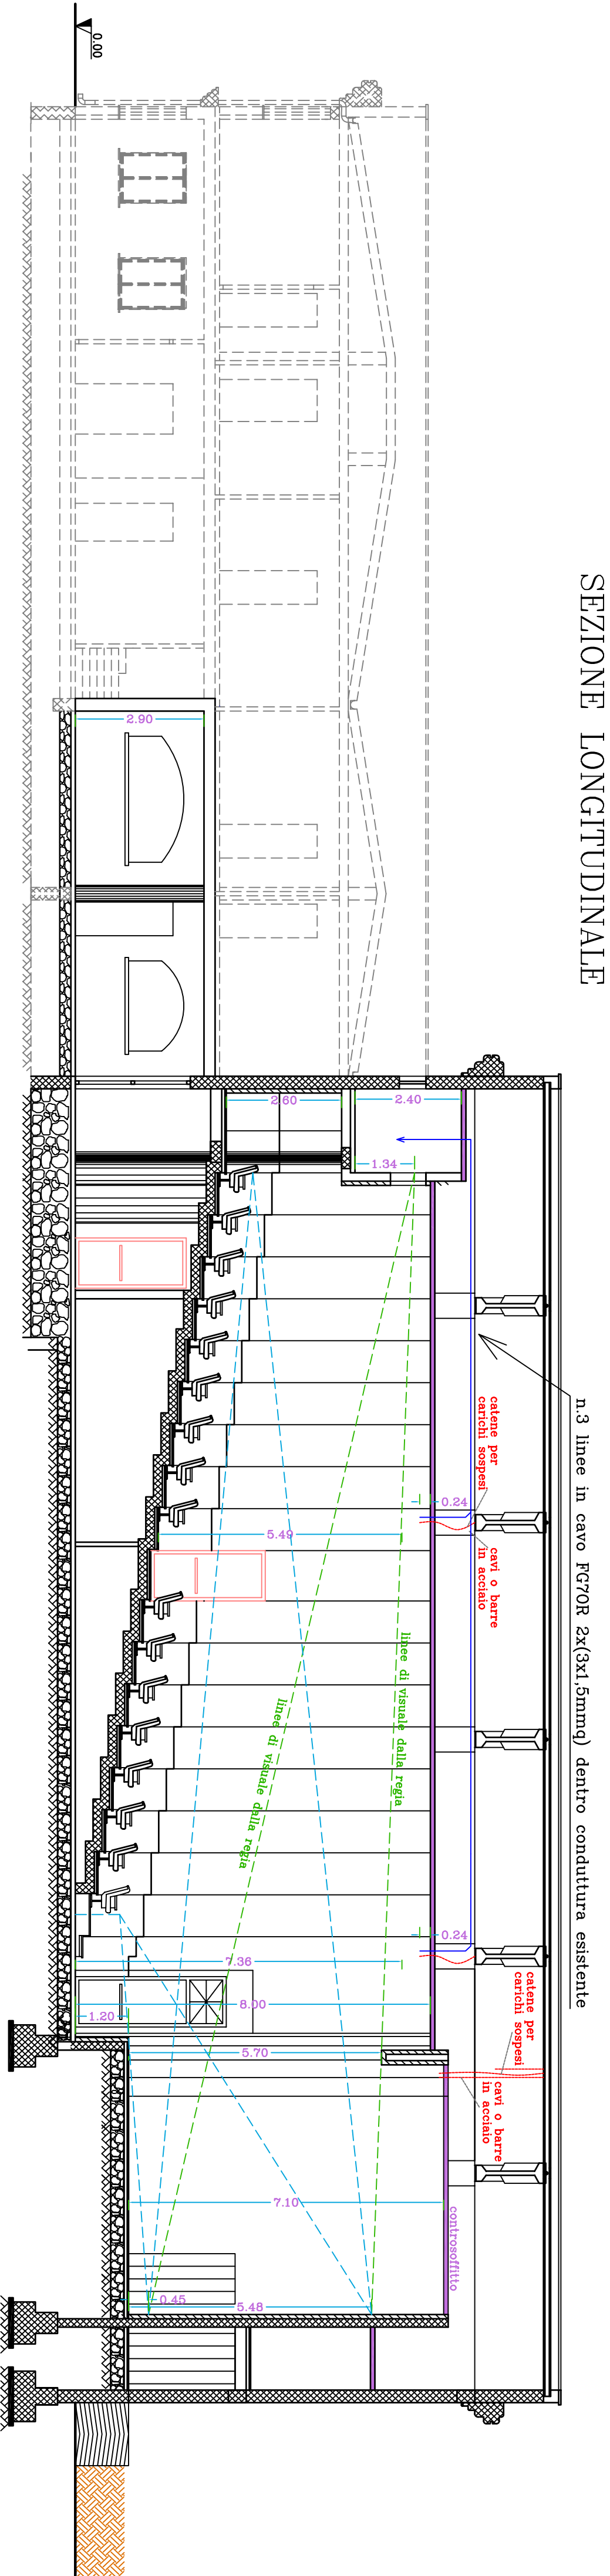 SEZIONE LONGITUDINALE
n.3 linee in cavo FG7OR 2x(3x1,5mmq) dentro conduttura esistente
0.00
2.90
2.60
2.40
1.34
catene per
carichi sospesi
cavi o barre
in acciaio
0.24
5.49
linee di visuale dalla regia
linee di visuale dalla regia
0.24
7.36
8.00
1.20
5.70
catene per
carichi sospesi
cavi o barre
in acciaio
7.10
controsoffitto
0.45
5.48